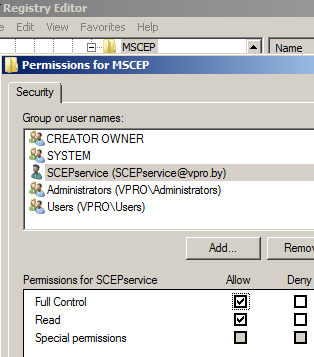 Registry Editor
Edit View Favorites Help
MSCEP
Name
Permissions for MSCEP
Security
Group or user names:
CREATOR OWNER
SYSTEM
SCEPservice (SCEPservice@vpro.by)
Administrators (VPRO\Administrators)
Users (VPRO\Users)
Add...
Remov
Permissions for SCEPservice
Allow
Deny
Full Control
Read
Special permissions